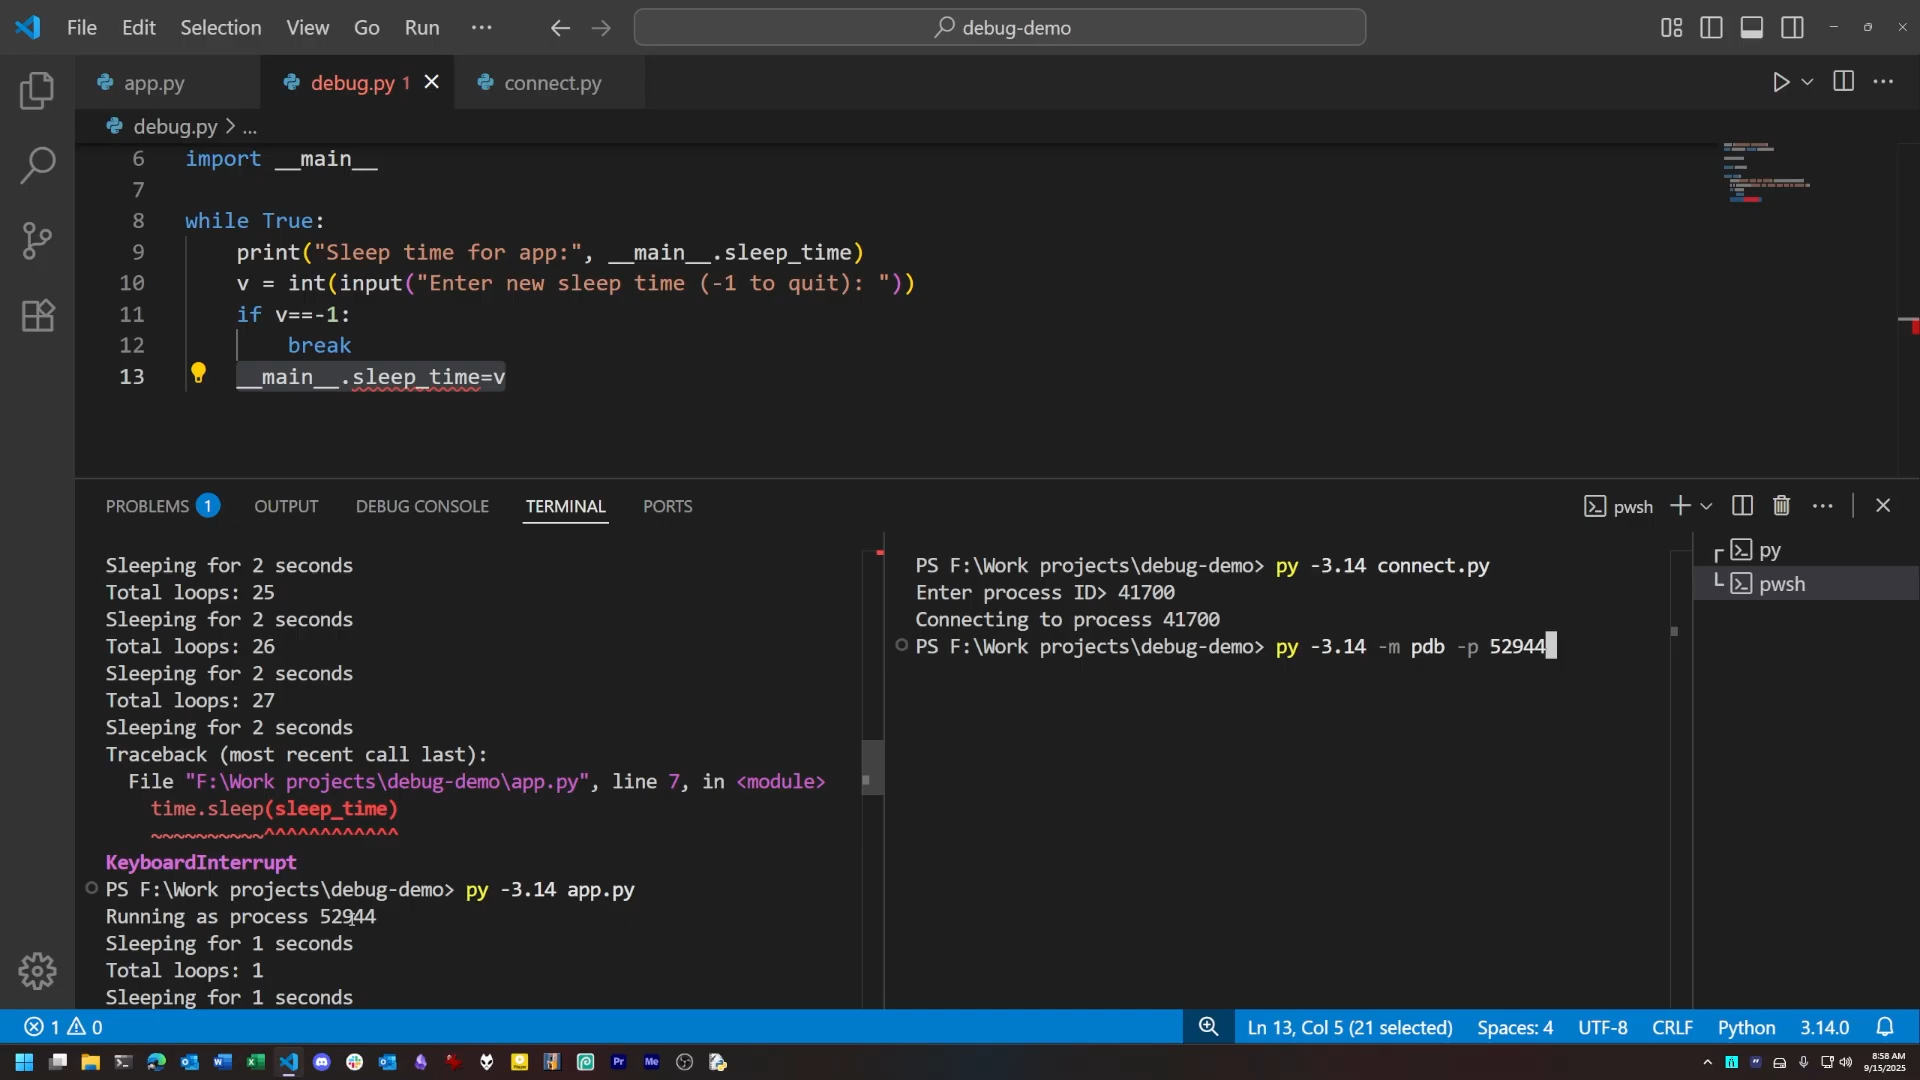 File Edit Selection View Go Run ···
debug-demo
app.py
debug.py 1
connect.py
debug.py > ...
6 import __main__
7
8 while True:
9 print("Sleep time for app:", __main__.sleep_time)
10 v = int(input("Enter new sleep time (-1 to quit): "))
11 if v==-1:
12 break
13 __main__.sleep_time=v
PROBLEMS 1 OUTPUT DEBUG CONSOLE TERMINAL PORTS
pwsh
Sleeping for 2 seconds
Total loops: 25
Sleeping for 2 seconds
Total loops: 26
Sleeping for 2 seconds
Total loops: 27
Sleeping for 2 seconds
Traceback (most recent call last):
File "F:\Work projects\debug-demo\app.py", line 7, in <module>
time.sleep(sleep_time)
~~~~~~~~~~^^^^^^^^^^^^
KeyboardInterrupt
PS F:\Work projects\debug-demo> py -3.14 app.py
Running as process 52944
Sleeping for 1 seconds
Total loops: 1
Sleeping for 1 seconds
PS F:\Work projects\debug-demo> py -3.14 connect.py
Enter process ID> 41700
Connecting to process 41700
PS F:\Work projects\debug-demo> py -3.14 -m pdb -p 52944
py
pwsh
1 0
Ln 13, Col 5 (21 selected) Spaces: 4 UTF-8 CRLF Python 3.14.0
Pr
Me
8:58 AM
9/15/2025